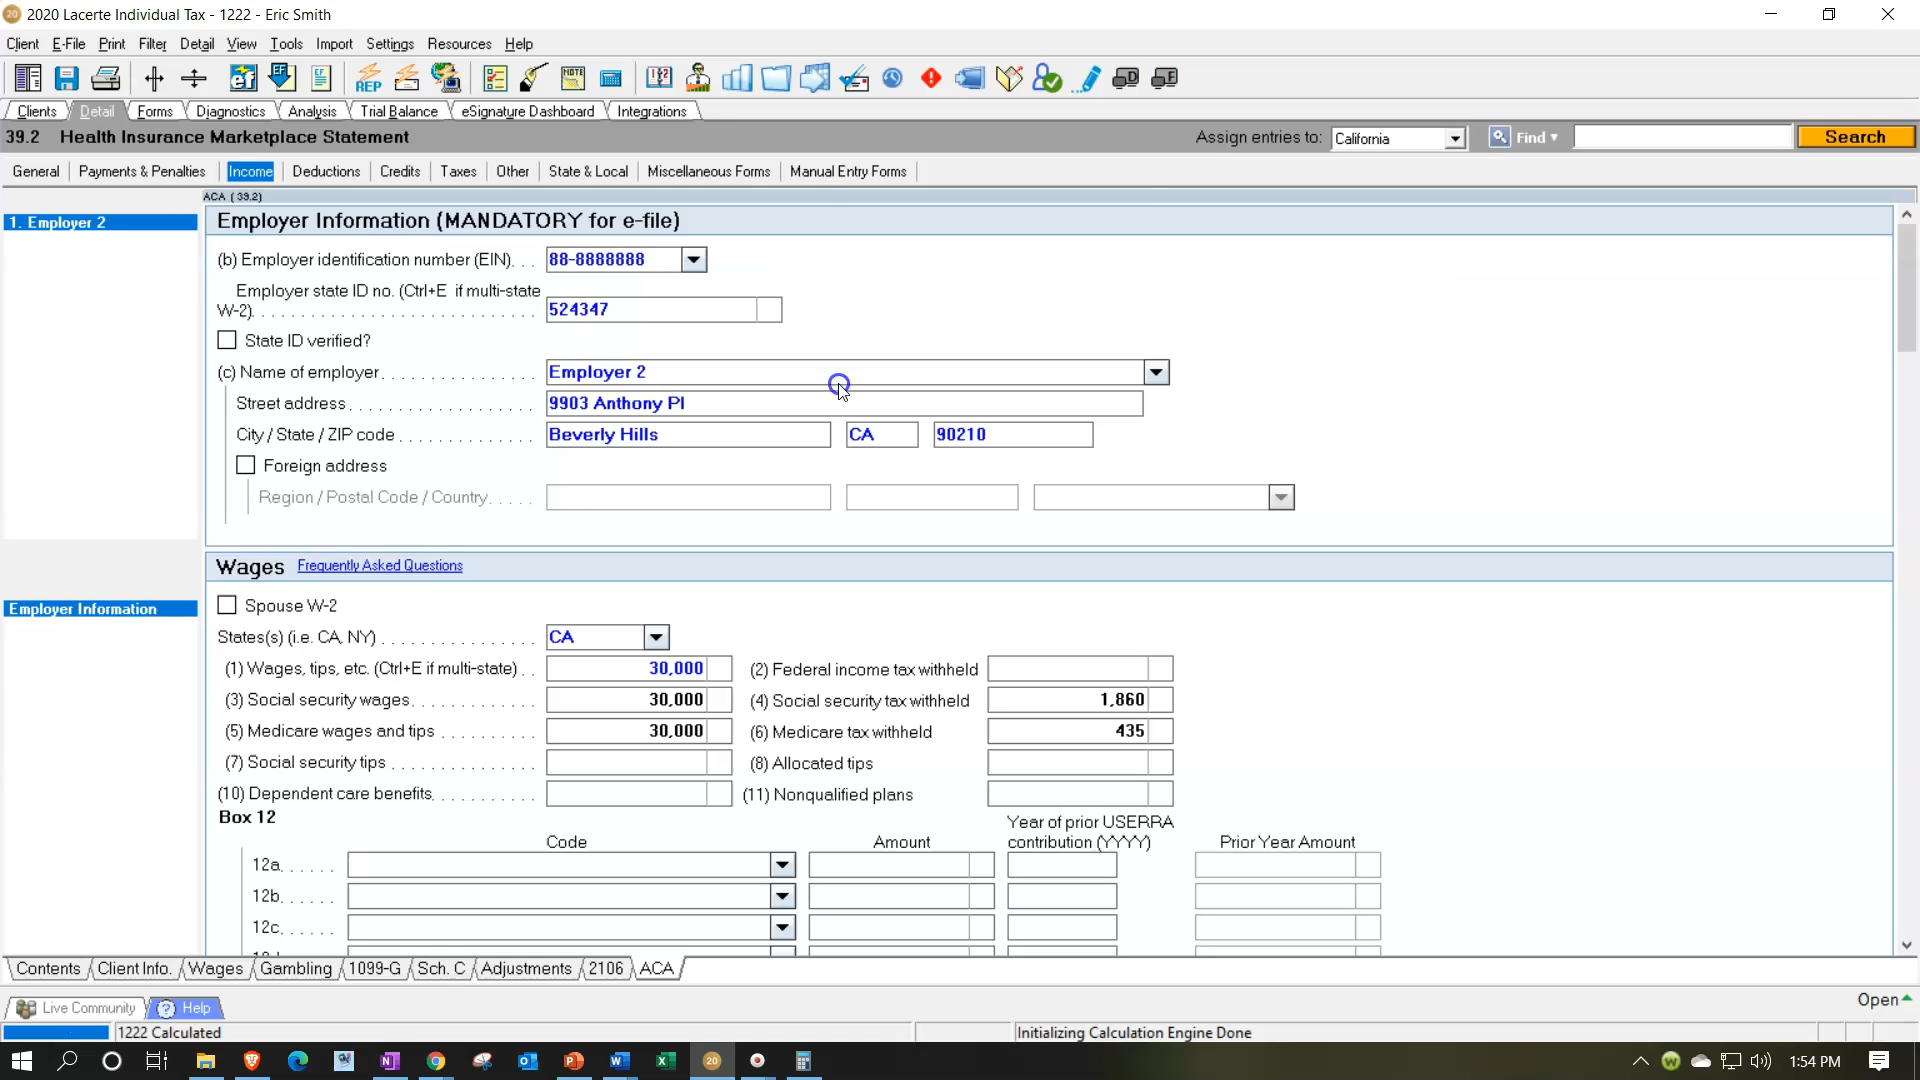 20 2020 Lacerte Individual Tax - 1222 - Eric Smith
Client E-File Print Filter Detail View Tools Import Settings Resources Help
Clients Detail Forms Diagnostics Analysis Trial Balance eSignature Dashboard Integrations
39.2 Health Insurance Marketplace Statement Assign entries to: California Find Search
General Payments & Penalties Income Deductions Credits Taxes Other State & Local Miscellaneous Forms Manual Entry Forms
ACA ( 39.2)
1. Employer 2
Employer Information (MANDATORY for e-file)
(b) Employer identification number (EIN). . . 88-8888888
Employer state ID no. (Ctrl+E if multi-state
W-2). . . . . . . . . . . . . . . . . . . . . . . . . . . . 524347
State ID verified?
(c) Name of employer. . . . . . . . . . . . . . . Employer 2
Street address. . . . . . . . . . . . . . . . . . 9903 Anthony Pl
City / State / ZIP code . . . . . . . . . . . . . Beverly Hills CA 90210
Foreign address
Region / Postal Code / Country. . . . .
Wages Frequently Asked Questions
Employer Information
Spouse W-2
States(s) (i.e. CA, NY) . . . . . . . . . . . . . . . CA
(1) Wages, tips, etc. (Ctrl+E if multi-state) . . 30,000 (2) Federal income tax withheld
(3) Social security wages. . . . . . . . . . . . 30,000 (4) Social security tax withheld 1,860
(5) Medicare wages and tips . . . . . . . . . 30,000 (6) Medicare tax withheld 435
(7) Social security tips . . . . . . . . . . . . . . (8) Allocated tips
(10) Dependent care benefits. . . . . . . . . . (11) Nonqualified plans
Box 12
Code Amount Year of prior USERRA contribution (YYYY) Prior Year Amount
12a. . . . . .
12b. . . . . .
12c. . . . . .
Contents Client Info. Wages Gambling 1099-G Sch. C Adjustments 2106 ACA
Live Community Help Open
1222 Calculated Initializing Calculation Engine Done
1:54 PM